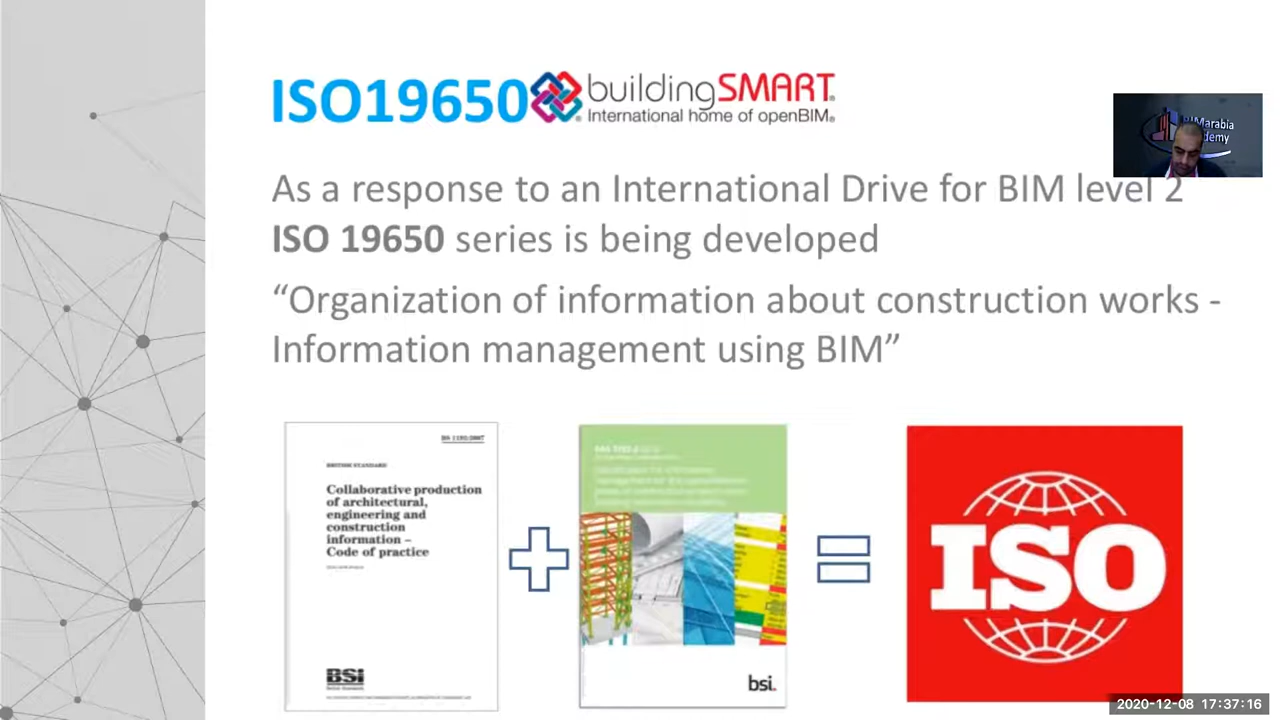 ISO19650 buildingSMART®
International home of openBIM®
BIMarabia
As a response to an International Drive for BIM level 2
ISO 19650 series is being developed
“Organization of information about construction works -
Information management using BIM”
BS 1192:2007
BRITISH STANDARD
Collaborative production
of architectural,
engineering and
construction
information –
Code of practice
BSi
British Standards
bsi.
ISO
2020-12-08 17:37:16